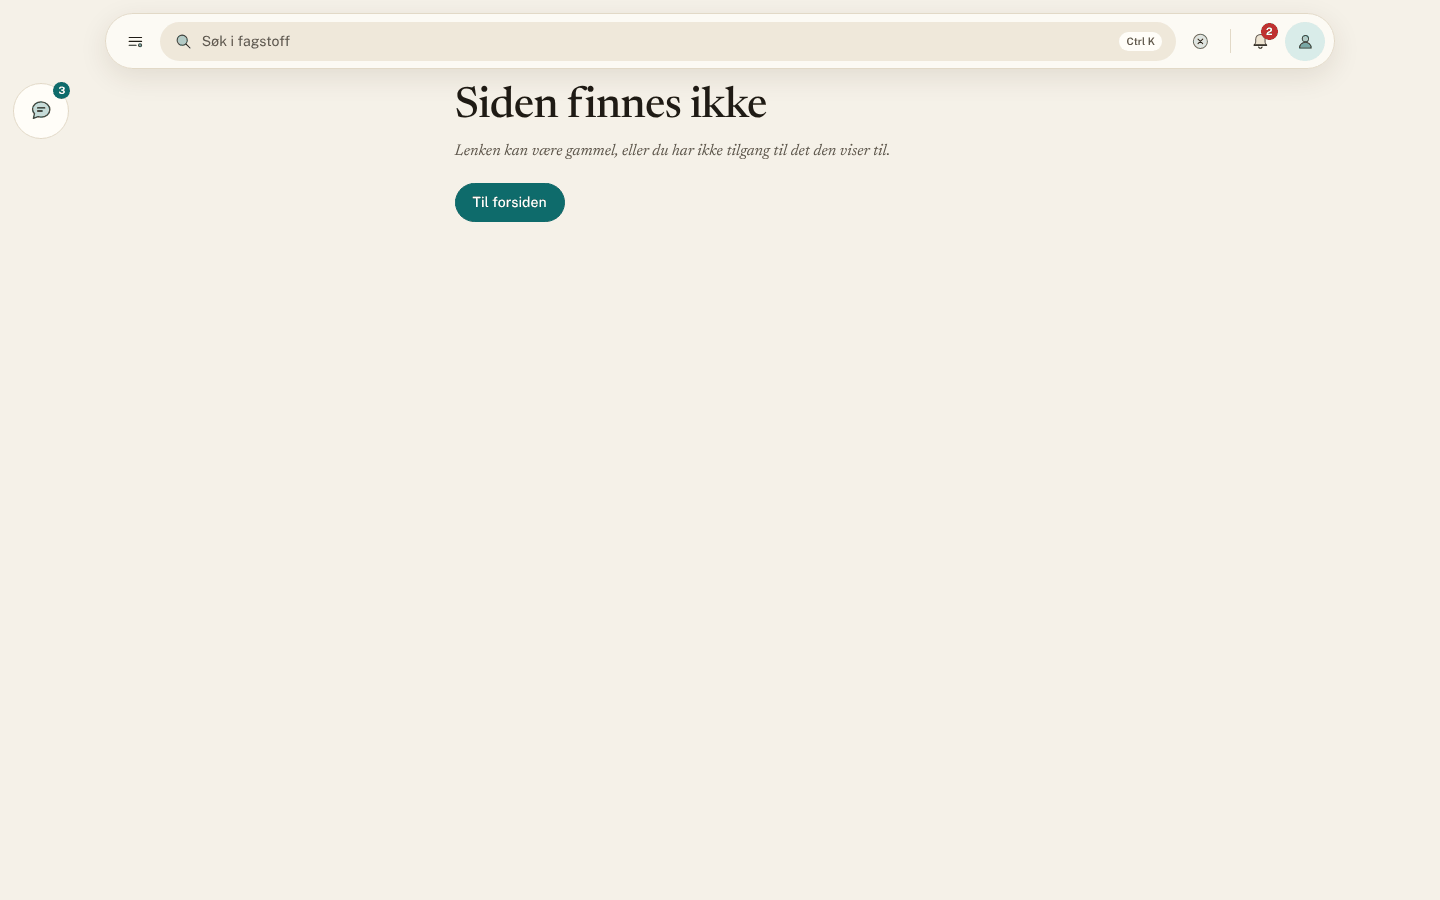 Søk i fagstoff
Ctrl K
2
3
Siden finnes ikke
Lenken kan være gammel, eller du har ikke tilgang til det den viser til.
Til forsiden